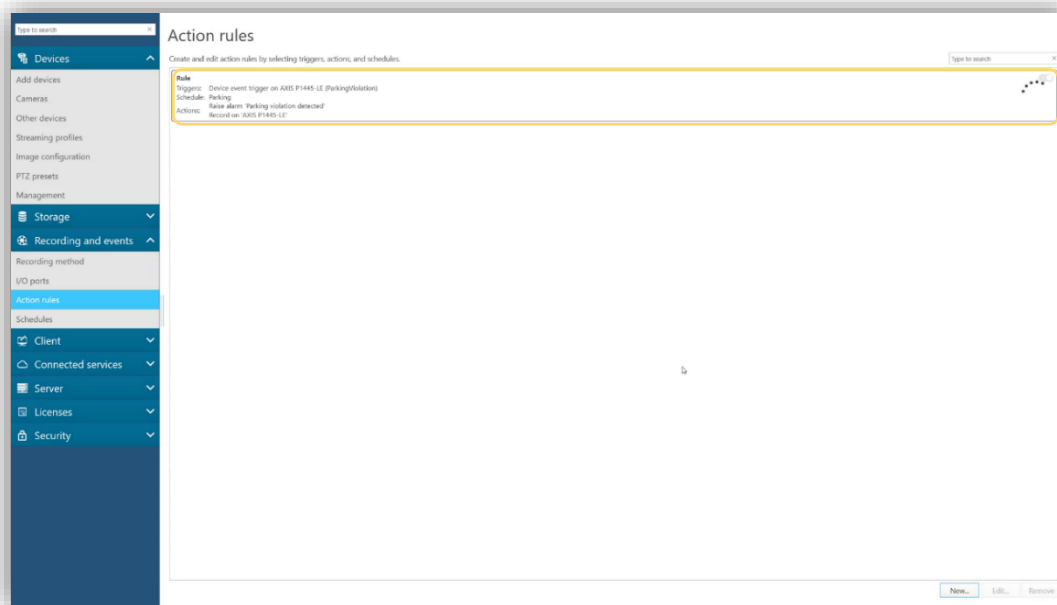 Type to search
Devices
Add devices
Cameras
Other devices
Streaming profiles
Image configuration
PTZ presets
Management
Storage
Recording and events
Recording method
I/O ports
Action rules
Schedules
Client
Connected services
Server
Licenses
Security
Action rules
Create and edit action rules by selecting triggers, actions, and schedules.
Type to search
Rule
Triggers: Device event trigger on AXIS P1445-LE (ParkingViolation)
Schedule: Parking
Actions: Raise alarm 'Parking violation detected'
Record on 'AXIS P1445-LE'
New... Edit... Remove